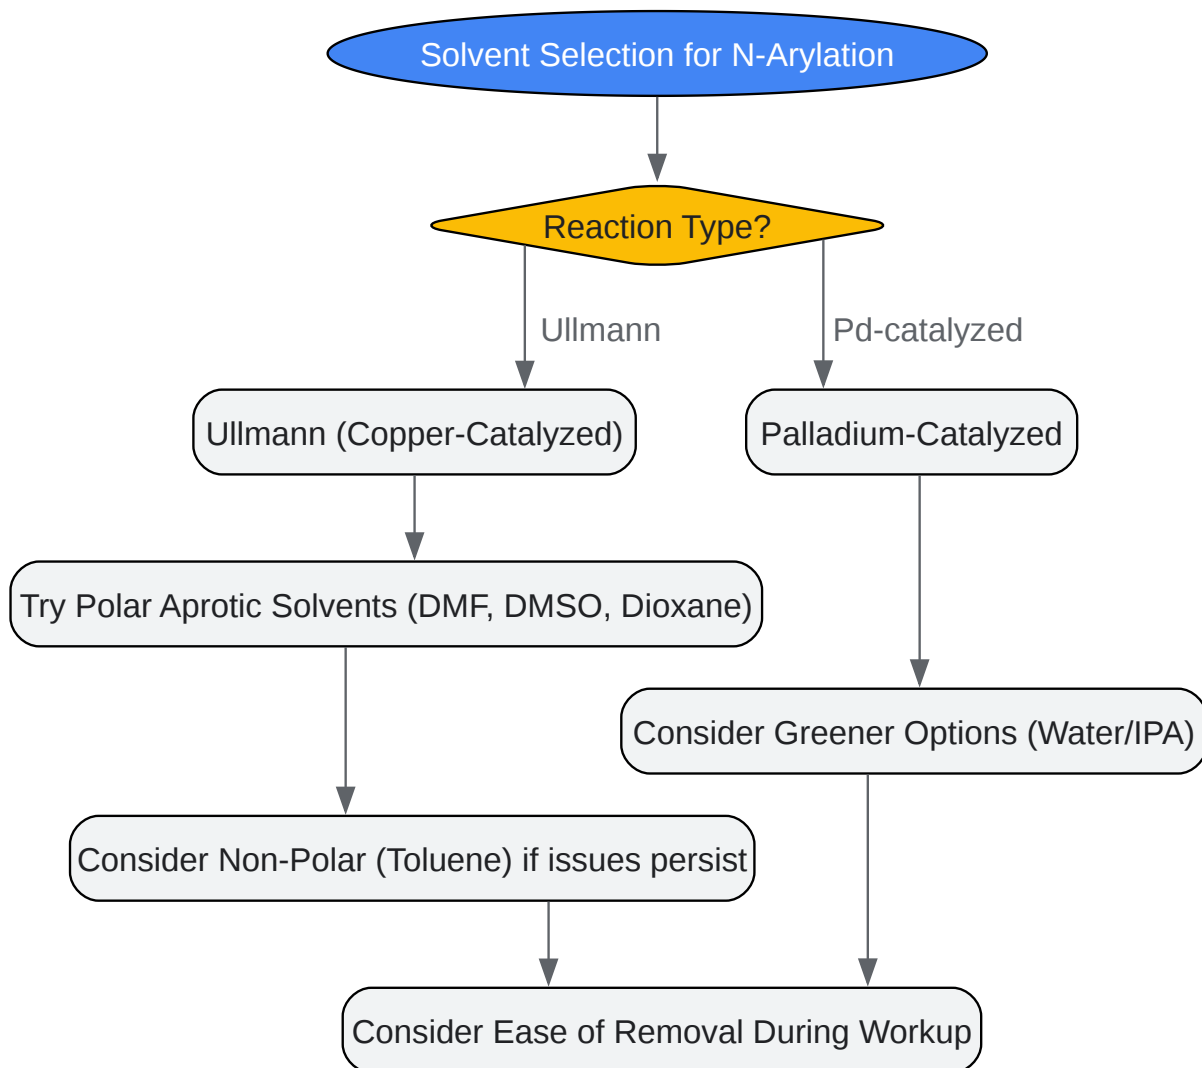 Solvent Selection for N-Arylation
Reaction Type?
Ullmann
Pd-catalyzed
Ullmann (Copper-Catalyzed)
Palladium-Catalyzed
Try Polar Aprotic Solvents (DMF, DMSO, Dioxane)
Consider Greener Options (Water/IPA)
Consider Non-Polar (Toluene) if issues persist
Consider Ease of Removal During Workup